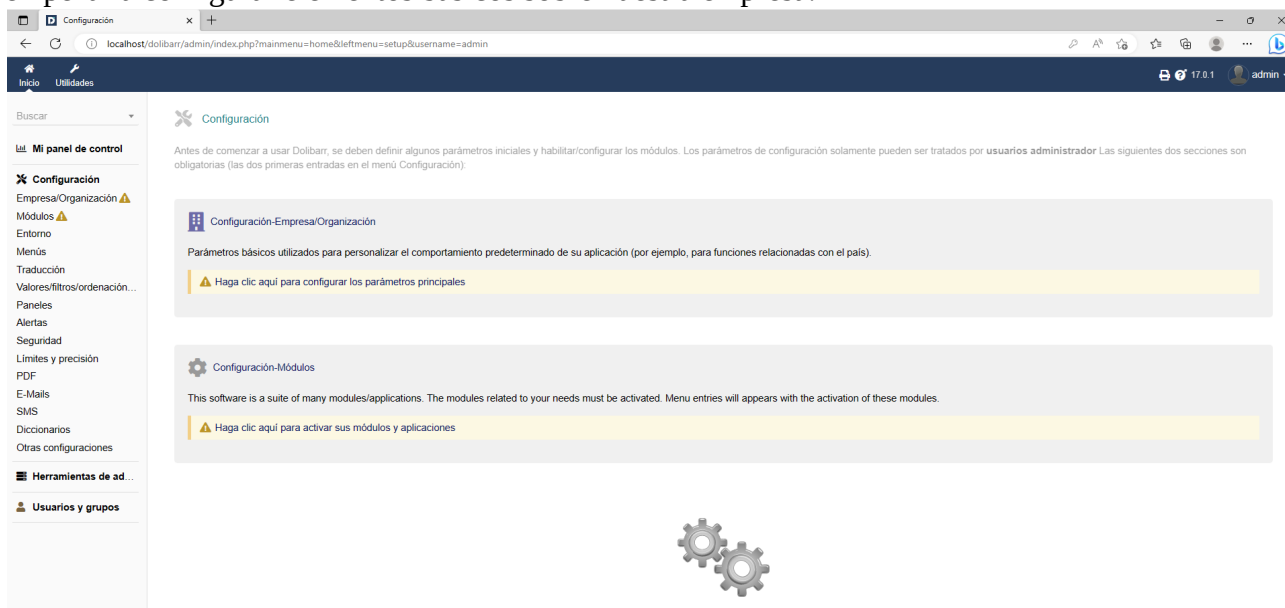 Configuración
localhost/dolibarr/admin/index.php?mainmenu=home&leftmenu=setup&username=admin
Inicio Utilidades 17.0.1 admin
Buscar
Mi panel de control
Configuración
Empresa/Organización
Módulos
Entorno
Menús
Traducción
Valores/filtros/ordenación...
Paneles
Alertas
Seguridad
Límites y precisión
PDF
E-Mails
SMS
Diccionarios
Otras configuraciones
Herramientas de ad...
Usuarios y grupos
Configuración
Antes de comenzar a usar Dolibarr, se deben definir algunos parámetros iniciales y habilitar/configurar los módulos. Los parámetros de configuración solamente pueden ser tratados por usuarios administrador Las siguientes dos secciones son
obligatorias (las dos primeras entradas en el menú Configuración):
Configuración-Empresa/Organización
Parámetros básicos utilizados para personalizar el comportamiento predeterminado de su aplicación (por ejemplo, para funciones relacionadas con el país).
Haga clic aquí para configurar los parámetros principales
Configuración-Módulos
This software is a suite of many modules/applications. The modules related to your needs must be activated. Menu entries will appears with the activation of these modules.
Haga clic aquí para activar sus módulos y aplicaciones